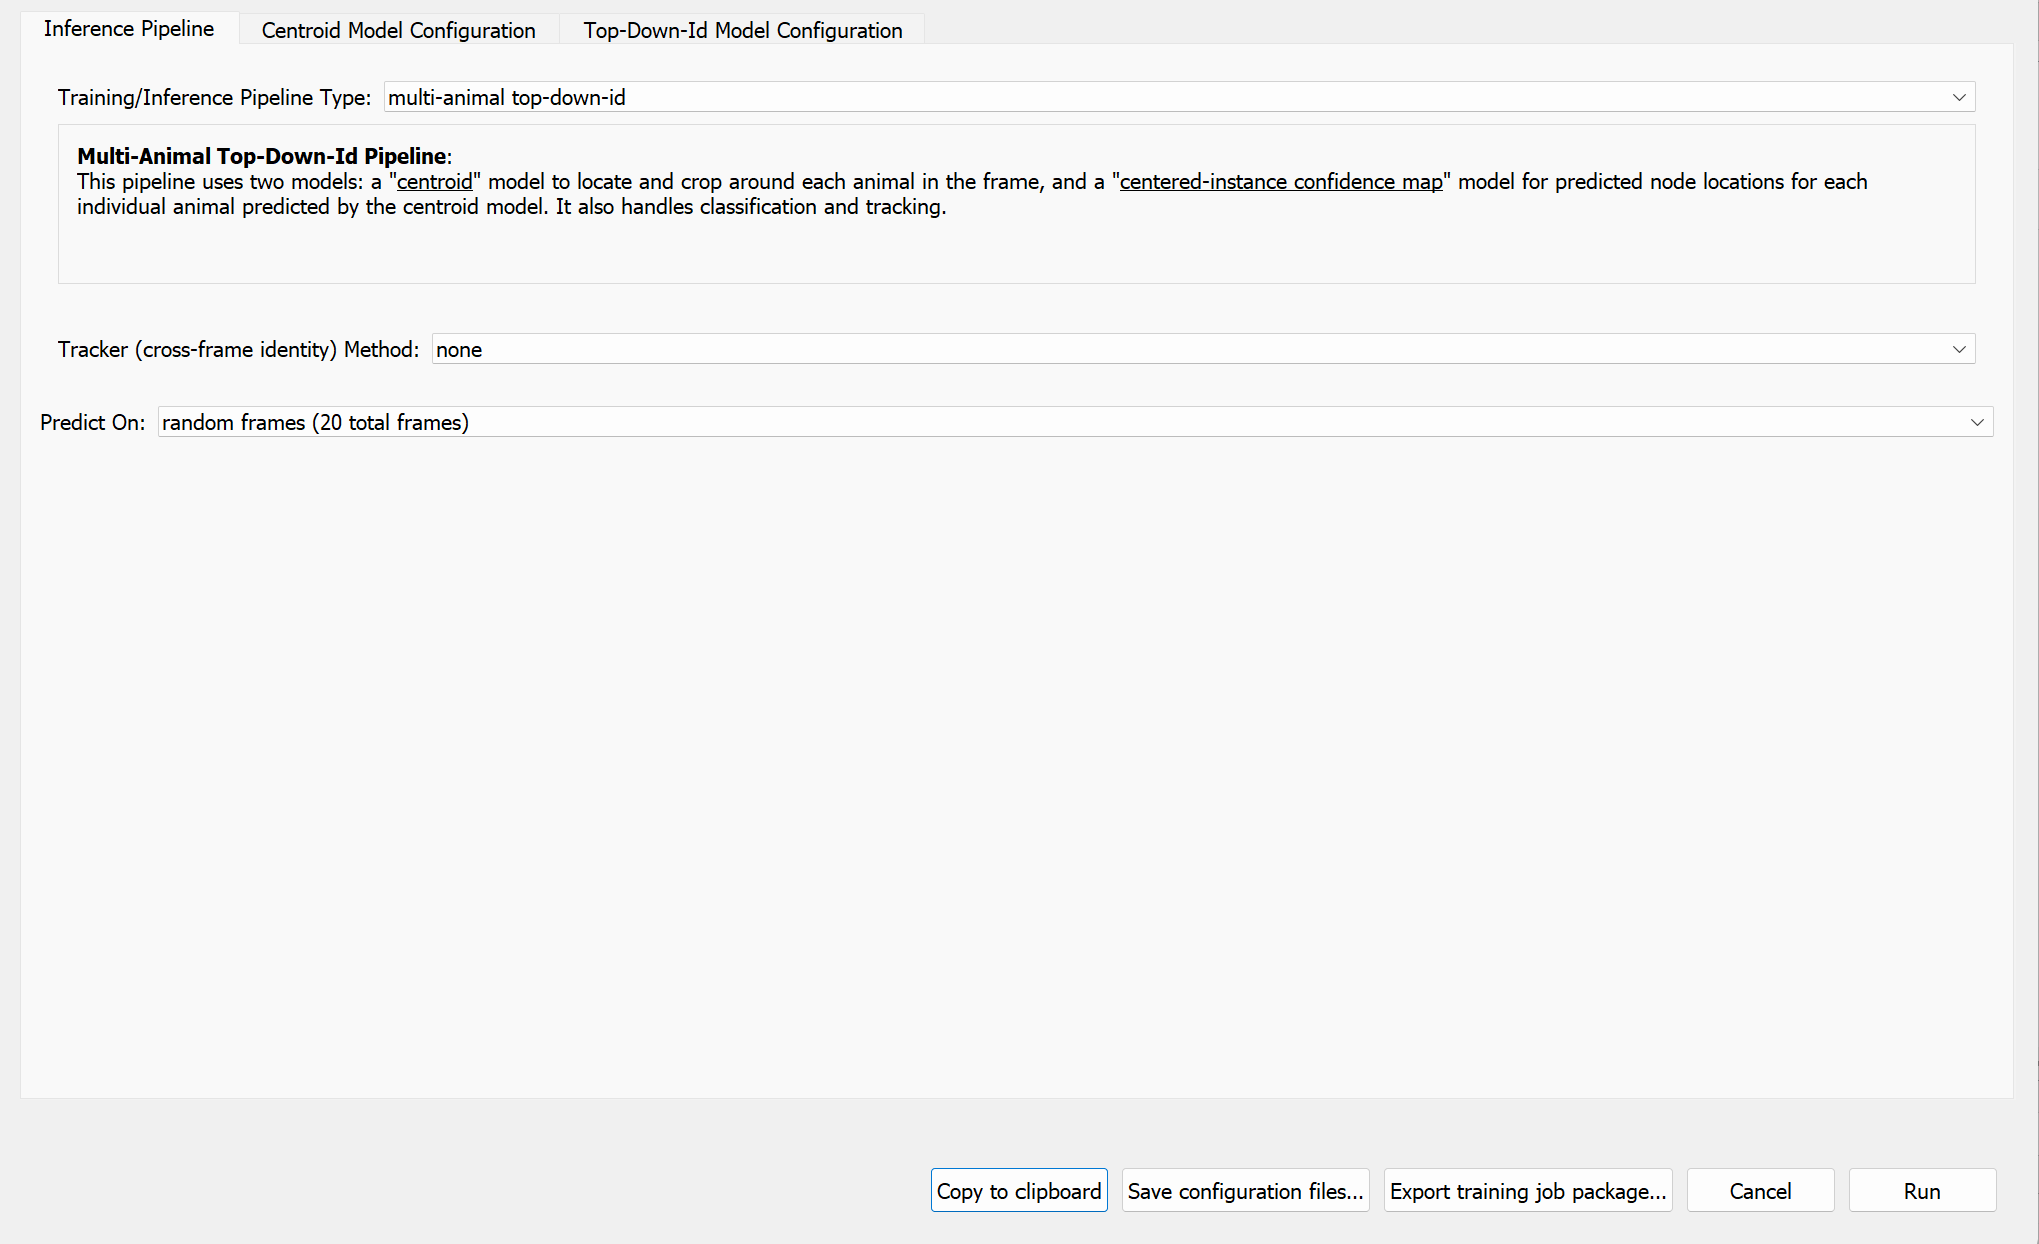 Inference Pipeline Centroid Model Configuration Top-Down-Id Model Configuration
Training/Inference Pipeline Type: multi-animal top-down-id
Multi-Animal Top-Down-Id Pipeline:
This pipeline uses two models: a "centroid" model to locate and crop around each animal in the frame, and a "centered-instance confidence map" model for predicted node locations for each
individual animal predicted by the centroid model. It also handles classification and tracking.
Tracker (cross-frame identity) Method: none
Predict On: random frames (20 total frames)
Copy to clipboard Save configuration files... Export training job package... Cancel Run